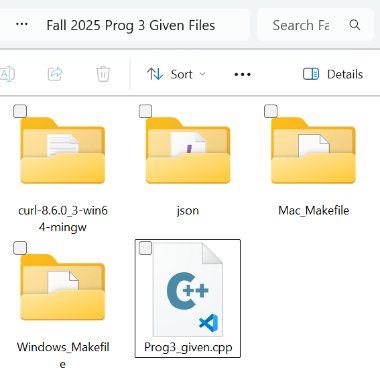 ··· Fall 2025 Prog 3 Given Files Search Fa
Sort ··· Details
curl-8.6.0_3-win6 json Mac_Makefile
4-mingw
C++
Windows_Makefil Prog3_given.cpp
e